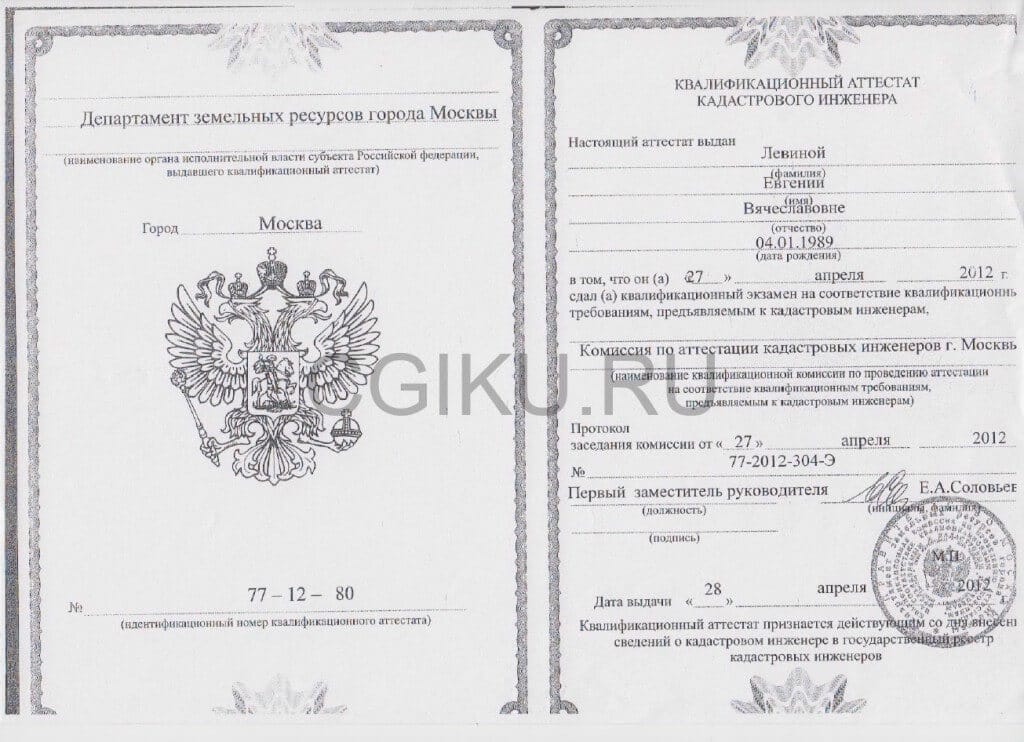 Департамент земельных ресурсов города Москвы
(наименование органа исполнительной власти субъекта Российской федерации,
выдавшего квалификационный аттестат)
Город Москва
№ 77 – 12 – 80
(идентификационный номер квалификационного аттестата)
КВАЛИФИКАЦИОННЫЙ АТТЕСТАТ
КАДАСТРОВОГО ИНЖЕНЕРА
Настоящий аттестат выдан
Левиной
(фамилия)
Евгении
(имя)
Вячеславовне
(отчество)
04.01.1989
(дата рождения)
в том, что он (а) «27 » апреля 2012 г.
сдал (а) квалификационный экзамен на соответствие квалификационн
требованиям, предъявляемым к кадастровым инженерам,
Комиссия по аттестации кадастровых инженеров г. Москв
(наименование квалификационной комиссии по проведению аттестации
на соответствие квалификационным требованиям,
предъявляемым к кадастровым инженерам)
Протокол
заседания комиссии от « 27 » апреля 2012
№ 77-2012-304-Э
Первый заместитель руководителя Е.А.Соловьев
(должность) (инициалы, фамилия)
(подпись)
М.П.
Дата выдачи « 28 » апреля 2012
Квалификационный аттестат признается действующим со дня внесен
сведений о кадастровом инженере в государственный реестр
кадастровых инженеров
CGIKU.RU